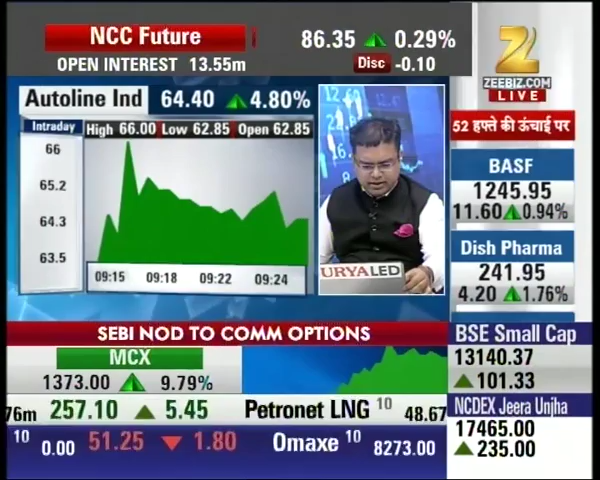 NCC Future
86.35 0.29%
OPEN INTEREST 13.55m
Disc -0.10
ZEEBIZ.COM
LIVE
Autoline Ind 64.40 4.80%
Intraday High 66.00 Low 62.85 Open 62.85
66
65.2
64.3
63.5
09:15 09:18 09:22 09:24
URYALED
52 हफ्ते की ऊंचाई पर
BASF
1245.95
11.60 0.94%
Dish Pharma
241.95
4.20 1.76%
SEBI NOD TO COMM OPTIONS
MCX
1373.00 9.79%
BSE Small Cap
13140.37
101.33
76m 257.10 5.45 Petronet LNG 10 48.67
NCDEX Jeera Unjha
17465.00
235.00
10 0.00 51.25 1.80 Omaxe 10 8273.00